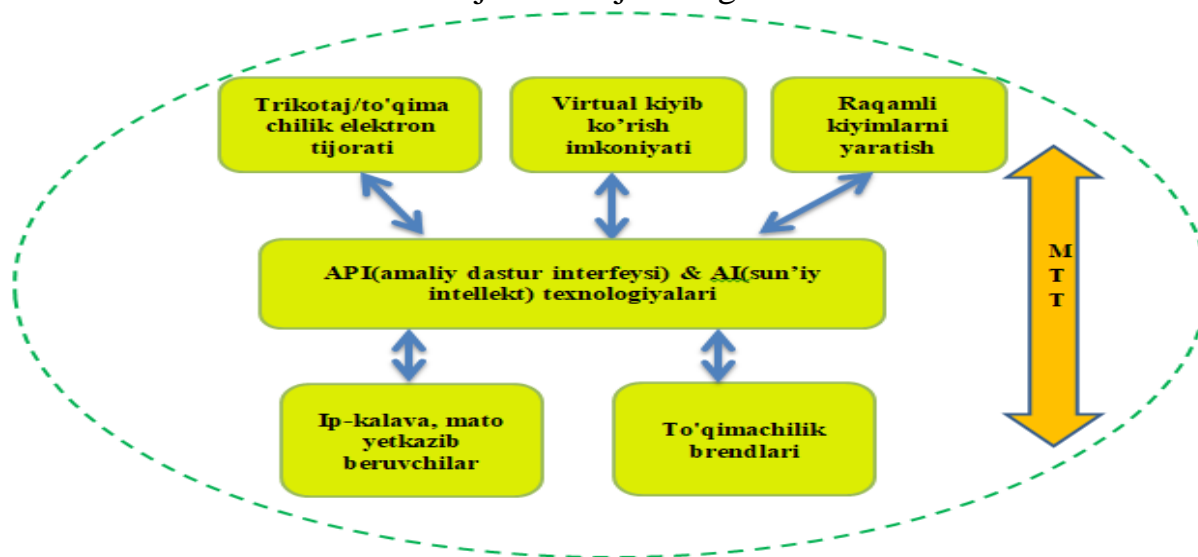 Trikotaj/to'qima
chilik elektron
tijorati
Virtual kiyib
ko’rish
imkoniyati
Raqamli
kiyimlarni
yaratish
API(amaliy dastur interfeysi) & AI(sun’iy
intellekt) texnologiyalari
M
T
T
Ip-kalava, mato
yetkazib
beruvchilar
To'qimachilik
brendlari